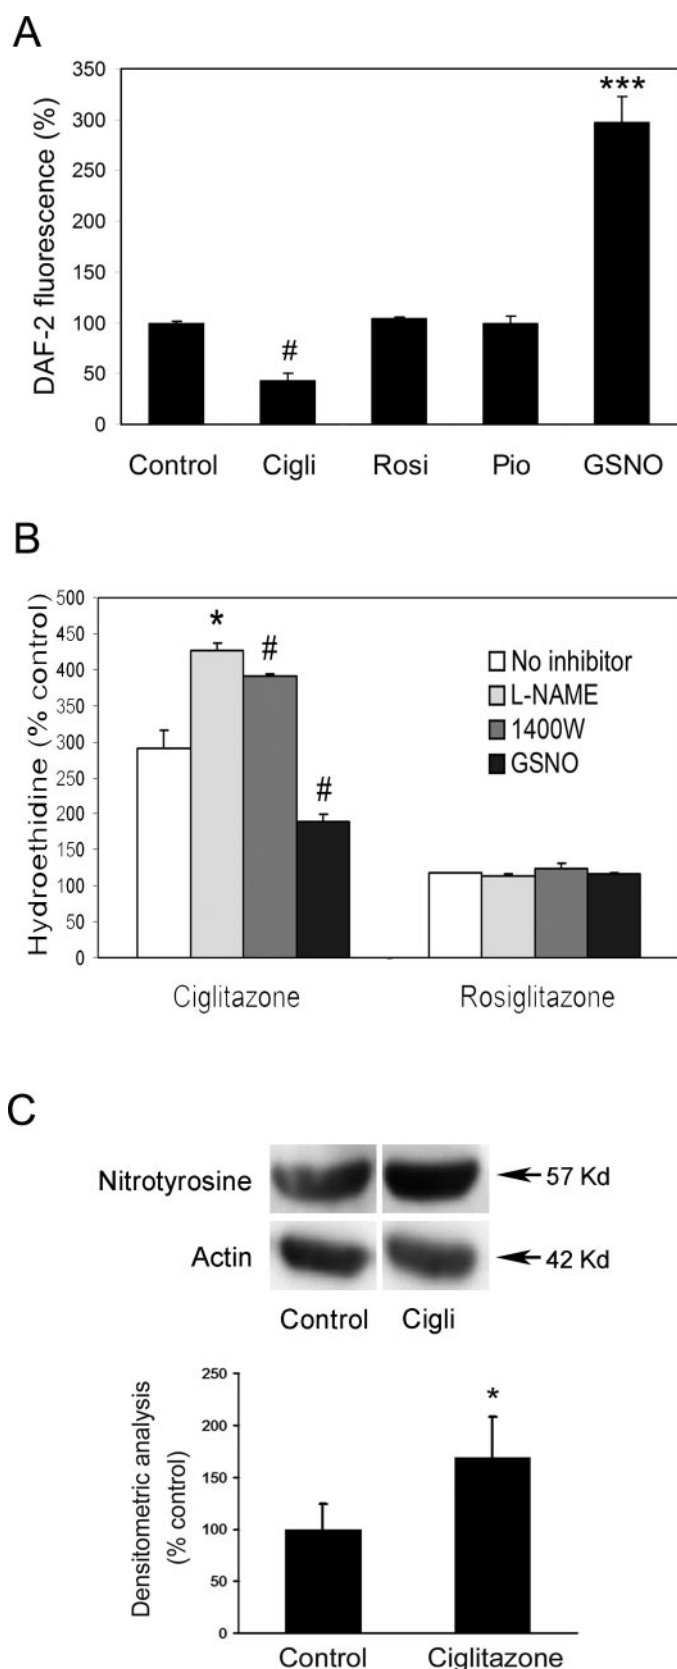 A
DAF-2 fluorescence (%)
350
300
250
200
150
100
50
0
***
#
Control Cigli Rosi Pio GSNO
B
Hydroethidine (% control)
500
450
400
350
300
250
200
150
100
50
0
*
#
#
No inhibitor
L-NAME
1400W
GSNO
Ciglitazone Rosiglitazone
C
Nitrotyrosine 57 Kd
Actin 42 Kd
Control Cigli
Densitometric analysis
(% control)
250
200
150
100
50
0
*
Control Ciglitazone